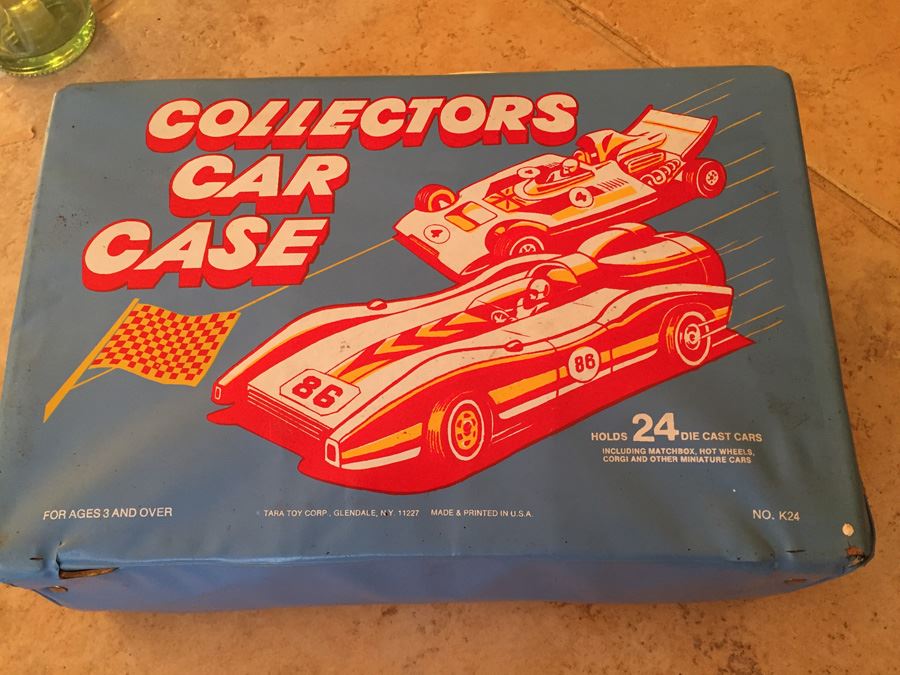 COLLECTORS
CAR
CASE
4
4
86
86
HOLDS 24 DIE CAST CARS
INCLUDING MATCHBOX, HOT WHEELS,
CORGI AND OTHER MINIATURE CARS
FOR AGES 3 AND OVER
TARA TOY CORP., GLENDALE, N.Y. 11227 MADE & PRINTED IN U.S.A.
NO. K24